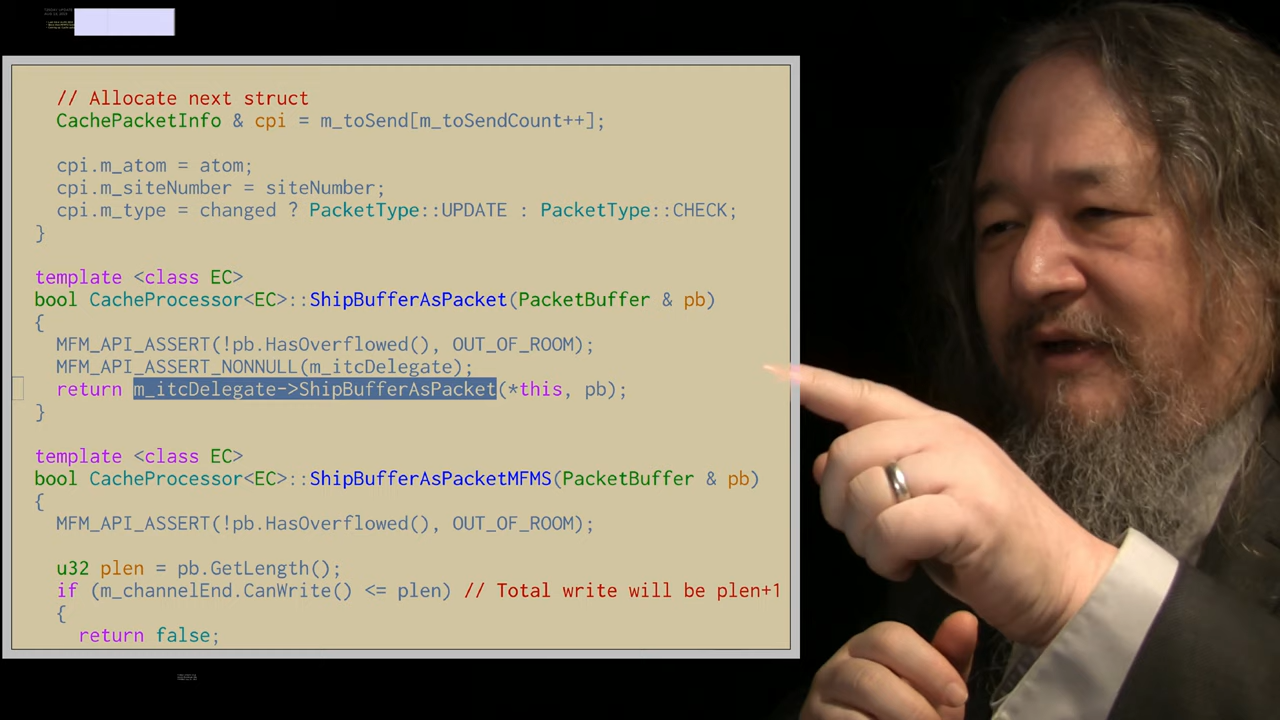 // Allocate next struct
CachePacketInfo & cpi = m_toSend[m_toSendCount++];
cpi.m_atom = atom;
cpi.m_siteNumber = siteNumber;
cpi.m_type = changed ? PacketType::UPDATE : PacketType::CHECK;
}
template <class EC>
bool CacheProcessor<EC>::ShipBufferAsPacket(PacketBuffer & pb)
{
MFM_API_ASSERT(!pb.HasOverflowed(), OUT_OF_ROOM);
MFM_API_ASSERT_NONNULL(m_itcDelegate);
return m_itcDelegate->ShipBufferAsPacket(*this, pb);
}
template <class EC>
bool CacheProcessor<EC>::ShipBufferAsPacketMFMS(PacketBuffer & pb)
{
MFM_API_ASSERT(!pb.HasOverflowed(), OUT_OF_ROOM);
u32 plen = pb.GetLength();
if (m_channelEnd.CanWrite() <= plen) // Total write will be plen+1
{
return false;